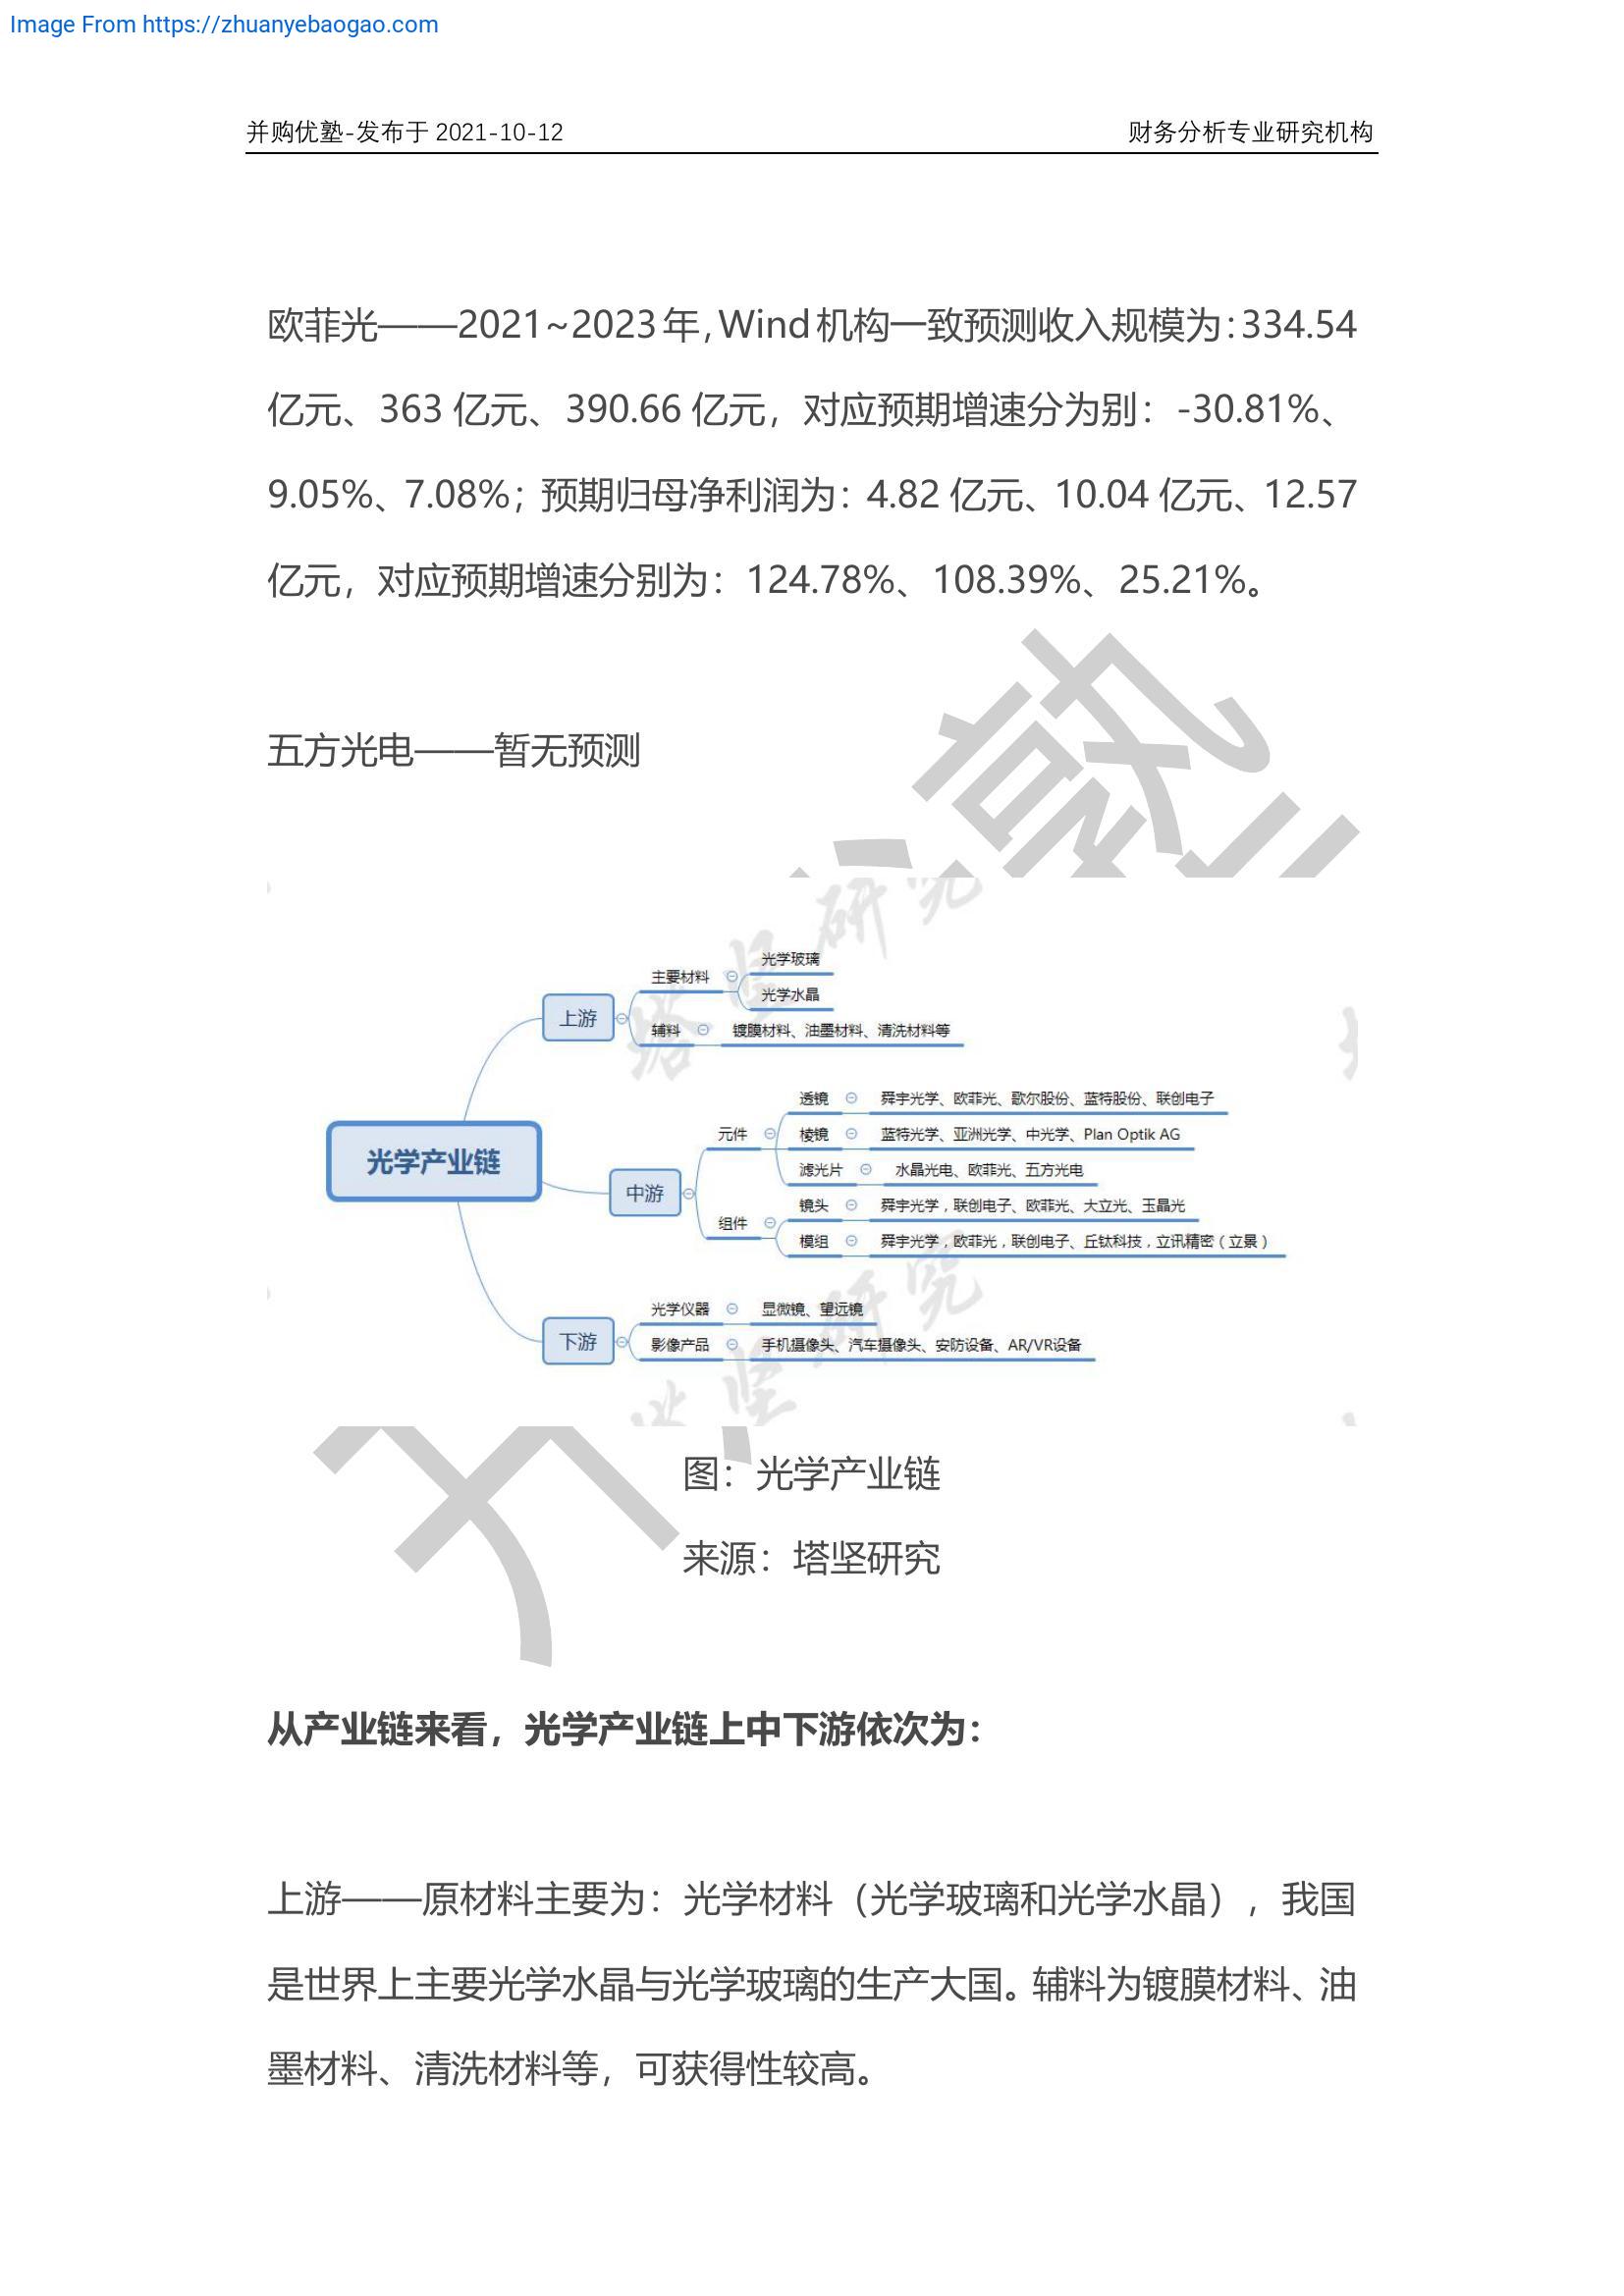 Image From https://zhuanyebaogao.com
并购优塾-发布于 2021-10-12
财务分析专业研究机构
欧菲光——2021~2023年，Wind机构一致预测收入规模为：334.54
亿元、363 亿元、390.66 亿元，对应预期增速分为别：-30.81%、
9.05%、7.08%；预期归母净利润为：4.82 亿元、10.04 亿元、12.57
亿元，对应预期增速分别为：124.78%、108.39%、25.21%。
五方光电——暂无预测
光学产业链
上游
主要材料
光学玻璃
光学水晶
辅料
镀膜材料、油墨材料、清洗材料等
中游
元件
透镜
舜宇光学、欧菲光、歌尔股份、蓝特股份、联创电子
棱镜
蓝特光学、亚洲光学、中光学、Plan Optik AG
滤光片
水晶光电、欧菲光、五方光电
组件
镜头
舜宇光学，联创电子、欧菲光、大立光、玉晶光
模组
舜宇光学，欧菲光，联创电子、丘钛科技，立讯精密（立景）
下游
光学仪器
显微镜、望远镜
影像产品
手机摄像头、汽车摄像头、安防设备、AR/VR设备
塔坚研究
坚研究
图：光学产业链
来源：塔坚研究
从产业链来看，光学产业链上中下游依次为：
上游——原材料主要为：光学材料（光学玻璃和光学水晶），我国
是世界上主要光学水晶与光学玻璃的生产大国。辅料为镀膜材料、油
墨材料、清洗材料等，可获得性较高。